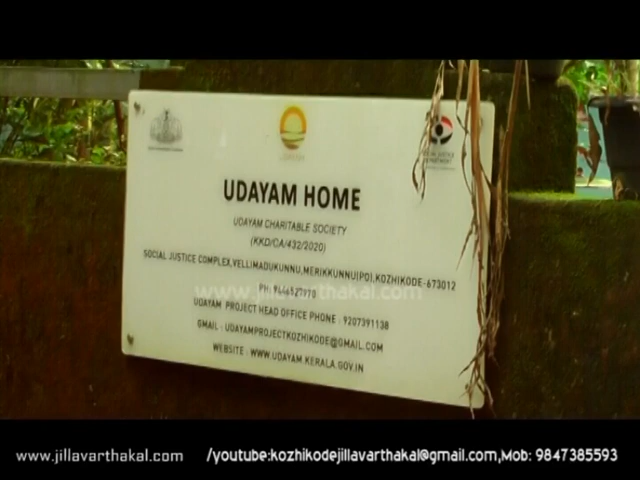 UDAYAM HOME
UDAYAM CHARITABLE SOCIETY
(KKD/CA/432/2020)
SOCIAL JUSTICE COMPLEX,VELLIMADUKUNNU,MERIKKUNNU(PO),KOZHIKODE-673012
www.jillavarthakal.com
UDAYAM PROJECT HEAD OFFICE PHONE : 9207391138
GMAIL : UDAYAMPROJECTKOZHIKODE@GMAIL.COM
WEBSITE : WWW.UDAYAM.KERALA.GOV.IN
www.jillavarthakal.com /youtube:kozhikodejillavarthakal@gmail.com,Mob: 9847385593